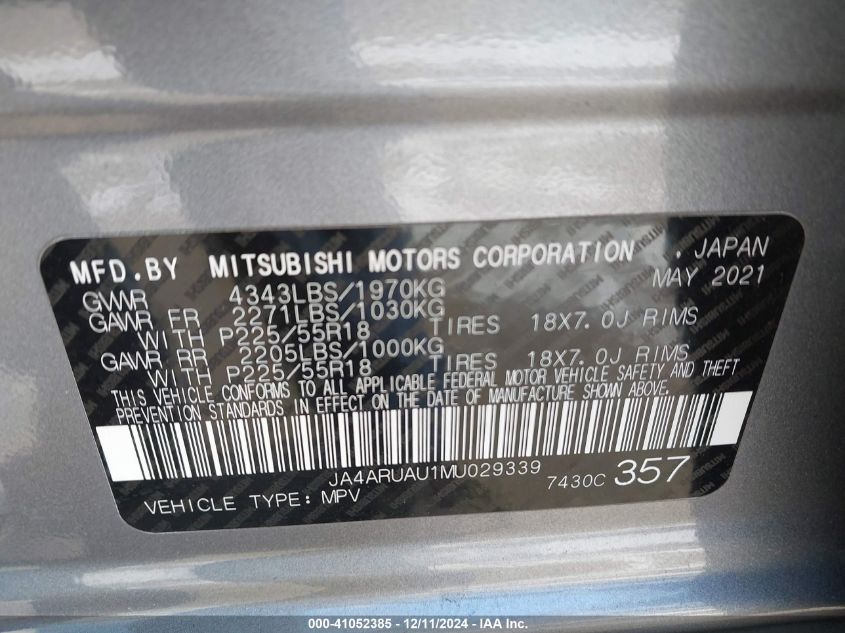 MFD.BY MITSUBISHI MOTORS CORPORATION . JAPAN
MAY 2021
GVWR 4343LBS/1970KG
GAWR FR 2271LBS/1030KG
WITH P225/55R18 TIRES 18X7.0J RIMS
GAWR RR 2205LBS/1000KG
WITH P225/55R18 TIRES 18X7.0J RIMS
THIS VEHICLE CONFORMS TO ALL APPLICABLE FEDERAL MOTOR VEHICLE SAFETY AND THEFT
PREVENTION STANDARDS IN EFFECT ON THE DATE OF MANUFACTURE SHOWN ABOVE.
JA4ARUAU1MU029339
7430C 357
VEHICLE TYPE: MPV
000-41052385 - 12/11/2024 - IAA Inc.